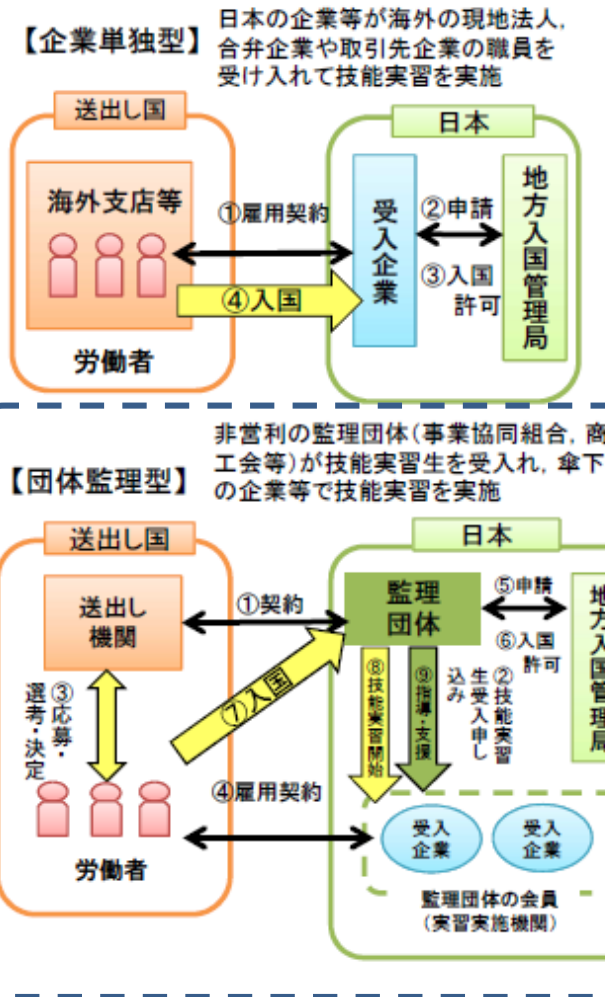 【企業単独型】
日本の企業等が海外の現地法人，
合弁企業や取引先企業の職員を
受け入れて技能実習を実施
送出し国
日本
海外支店等
①雇用契約
受入企業
②申請
③入国
許可
地方入国管理局
④入国
労働者
【団体監理型】
非営利の監理団体（事業協同組合，商
工会等）が技能実習生を受入れ，傘下
の企業等で技能実習を実施
送出し国
日本
送出し
機関
①契約
監理
団体
⑤申請
⑥入国
許可
地方入国管理局
③応募・
選考・決定
⑦入国
⑧技能実習開始
⑨指導・支援
②技能実習
生受入申し
込み
④雇用契約
労働者
受入
企業
受入
企業
監理団体の会員
（実習実施機関）